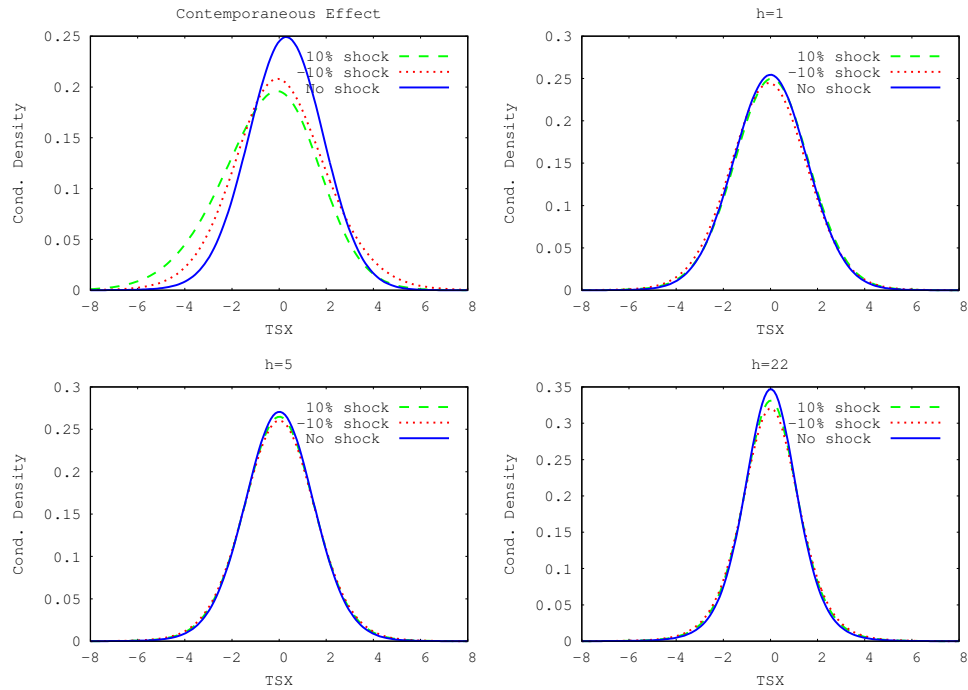 Contemporaneous Effect
0.25
0.2
0.15
0.1
0.05
0
Cond. Density
10% shock
−10% shock
No shock
−8 −6 −4 −2 0 2 4 6 8
TSX
h=1
0.3
0.25
0.2
0.15
0.1
0.05
0
Cond. Density
10% shock
−10% shock
No shock
−8 −6 −4 −2 0 2 4 6 8
TSX
h=5
0.3
0.25
0.2
0.15
0.1
0.05
0
Cond. Density
10% shock
−10% shock
No shock
−8 −6 −4 −2 0 2 4 6 8
TSX
h=22
0.35
0.3
0.25
0.2
0.15
0.1
0.05
0
Cond. Density
10% shock
−10% shock
No shock
−8 −6 −4 −2 0 2 4 6 8
TSX